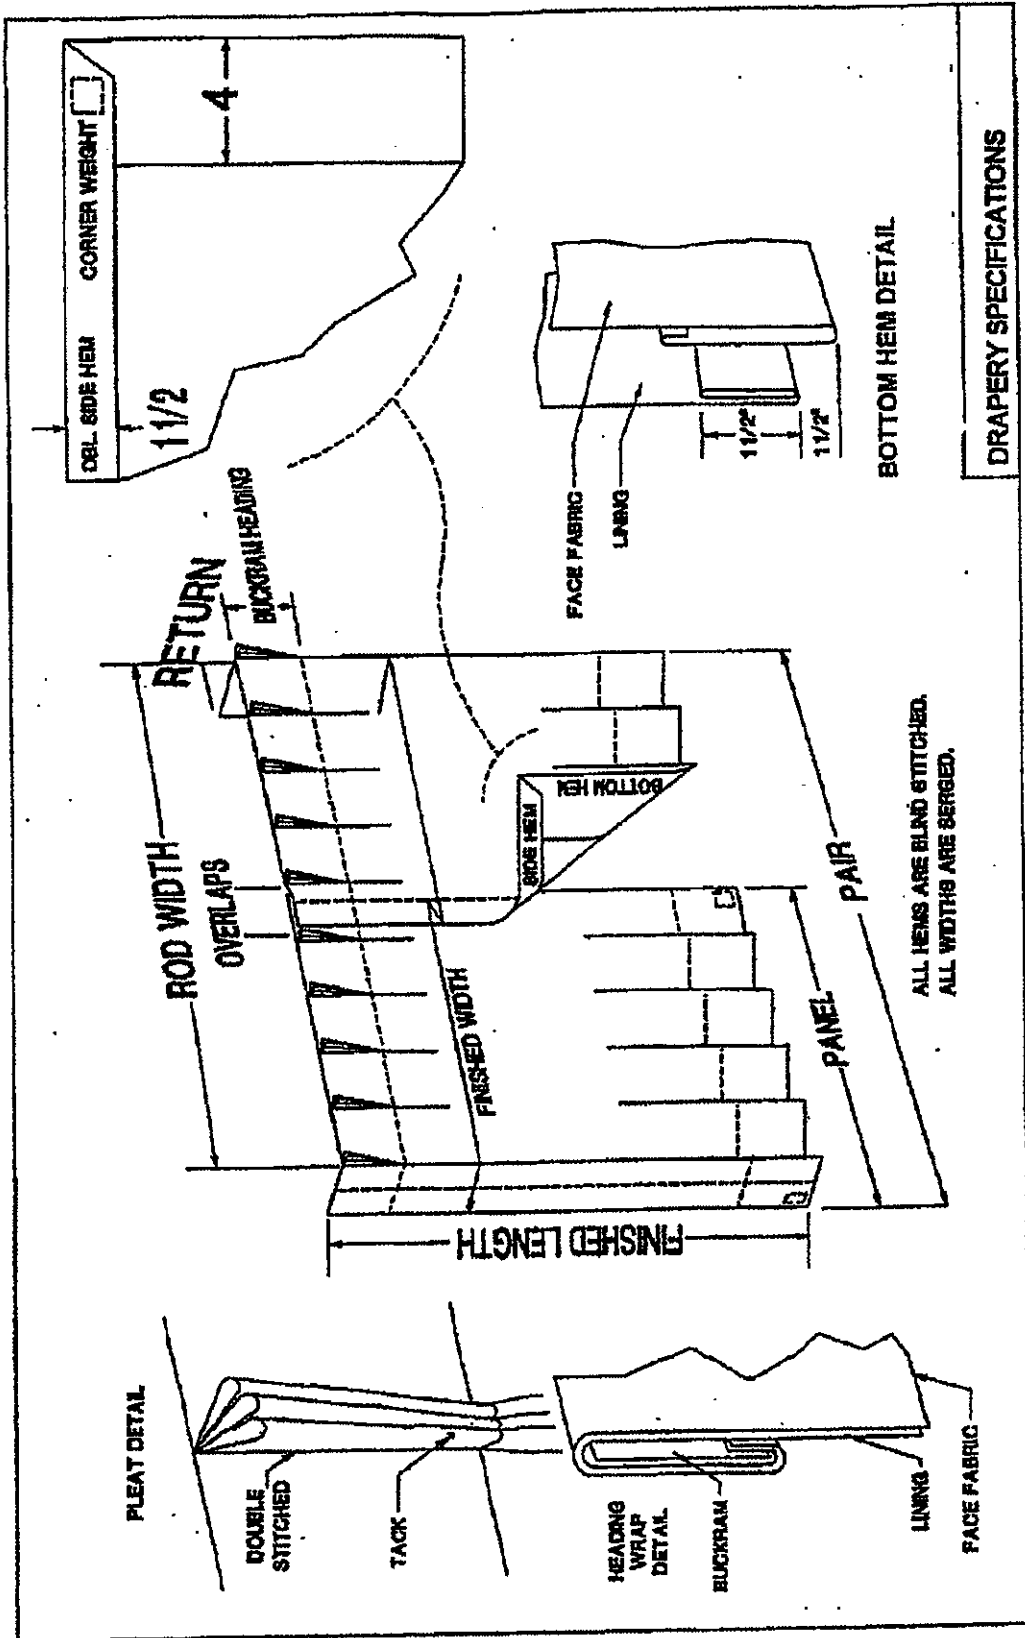 PLEAT DETAIL
DOUBLE
STITCHED
TACK
HEADING
WRAP
DETAIL
BUCKRAM
LINING
FACE FABRIC
ROD WIDTH
OVERLAPS
RETURN
BUCKRAM HEADING
FINISHED WIDTH
FINISHED LENGTH
SIDE HEM
BOTTOM HEM
PANEL
PAIR
ALL HEMS ARE BLIND STITCHED.
ALL WIDTHS ARE SERGED.
DBL. SIDE HEM CORNER WEIGHT
11/2
4
FACE FABRIC
LINING
11/2"
11/2"
BOTTOM HEM DETAIL
DRAPERY SPECIFICATIONS